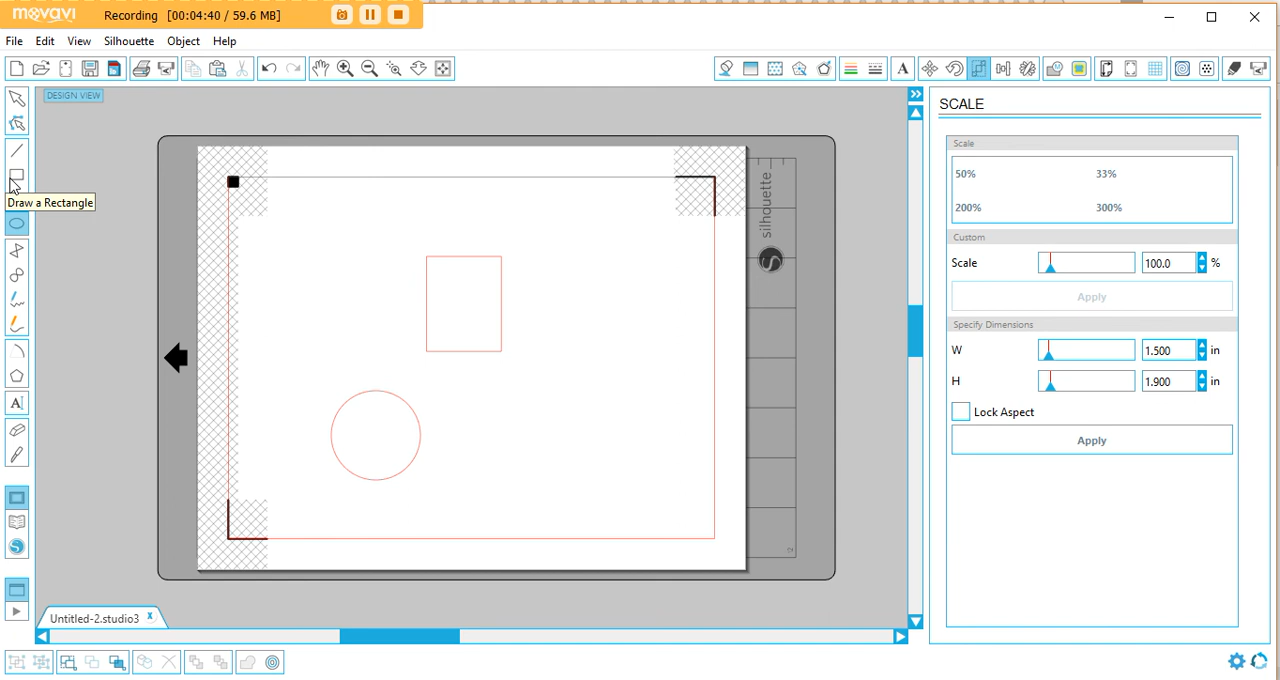 movavi Recording [00:04:40 / 59.6 MB]
File Edit View Silhouette Object Help
DESIGN VIEW
Draw a Rectangle
silhouette
SCALE
Scale
50% 33%
200% 300%
Custom
Scale 100.0 %
Apply
Specify Dimensions
W 1.500 in
H 1.900 in
Lock Aspect
Apply
A
A
S
2
Untitled-2.studio3 x